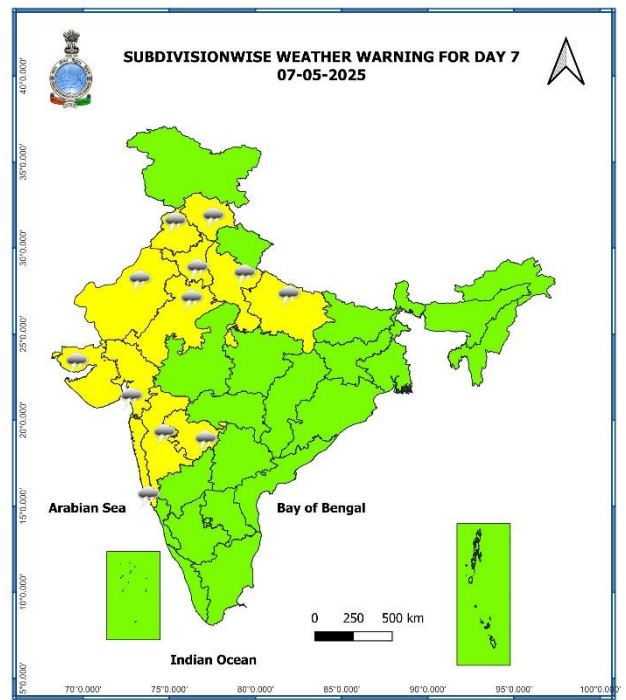 SUBDIVISIONWISE WEATHER WARNING FOR DAY 7
07-05-2025
40°0.000'
35°0.000'
30°0.000'
25°0.000'
20°0.000'
15°0.000'
10°0.000'
5°0.000'
Arabian Sea
Bay of Bengal
0 250 500 km
Indian Ocean
70°0.000' 75°0.000' 80°0.000' 85°0.000' 90°0.000' 95°0.000' 100°0.000'